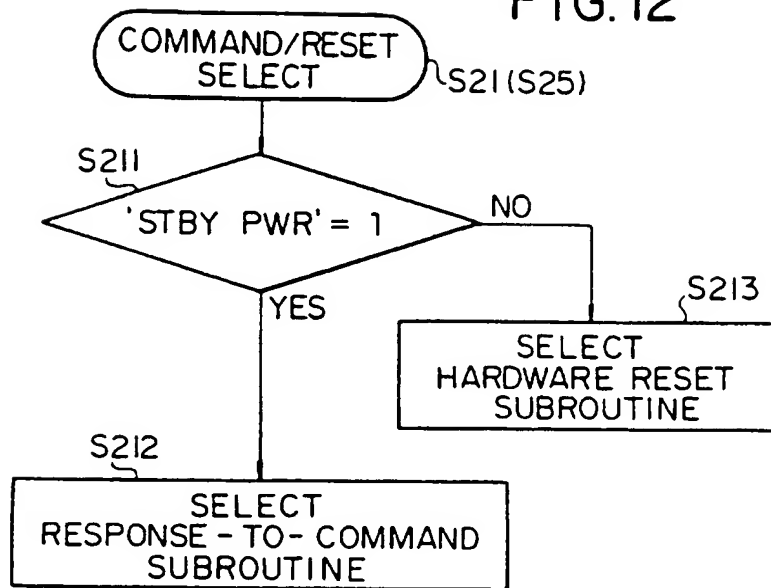 FIG. 12
COMMAND/RESET
SELECT
S21(S25)
S211
'STBY PWR' = 1
NO
YES
S213
SELECT
HARDWARE RESET
SUBROUTINE
S212
SELECT
RESPONSE-TO-COMMAND
SUBROUTINE